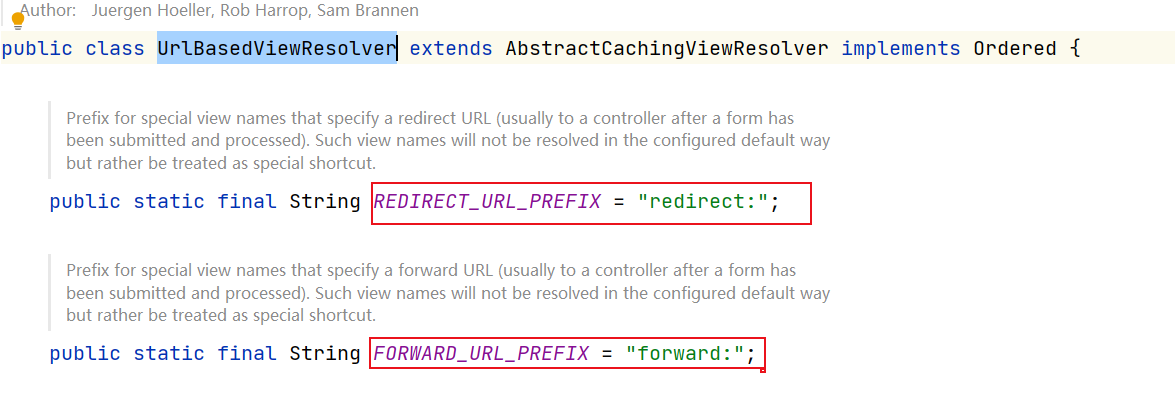 Author: Juergen Hoeller, Rob Harrop, Sam Brannen
public class UrlBasedViewResolver extends AbstractCachingViewResolver implements Ordered {
Prefix for special view names that specify a redirect URL (usually to a controller after a form has
been submitted and processed). Such view names will not be resolved in the configured default way
but rather be treated as special shortcut.
public static final String REDIRECT_URL_PREFIX = "redirect:";
Prefix for special view names that specify a forward URL (usually to a controller after a form has
been submitted and processed). Such view names will not be resolved in the configured default way
but rather be treated as special shortcut.
public static final String FORWARD_URL_PREFIX = "forward:";